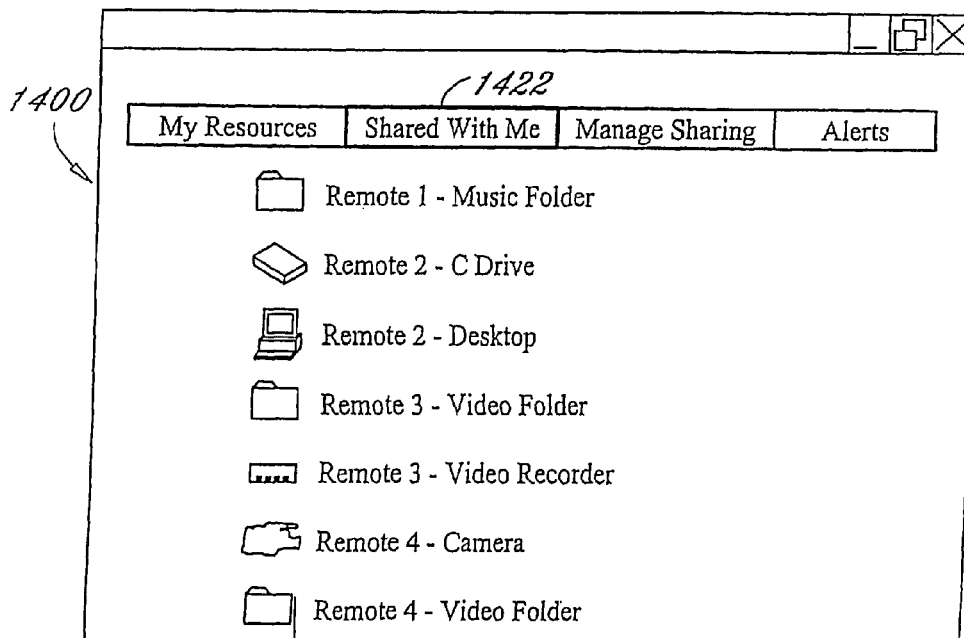 1422
1400
My Resources Shared With Me Manage Sharing Alerts
Remote 1 - Music Folder
Remote 2 - C Drive
Remote 2 - Desktop
Remote 3 - Video Folder
Remote 3 - Video Recorder
Remote 4 - Camera
Remote 4 - Video Folder